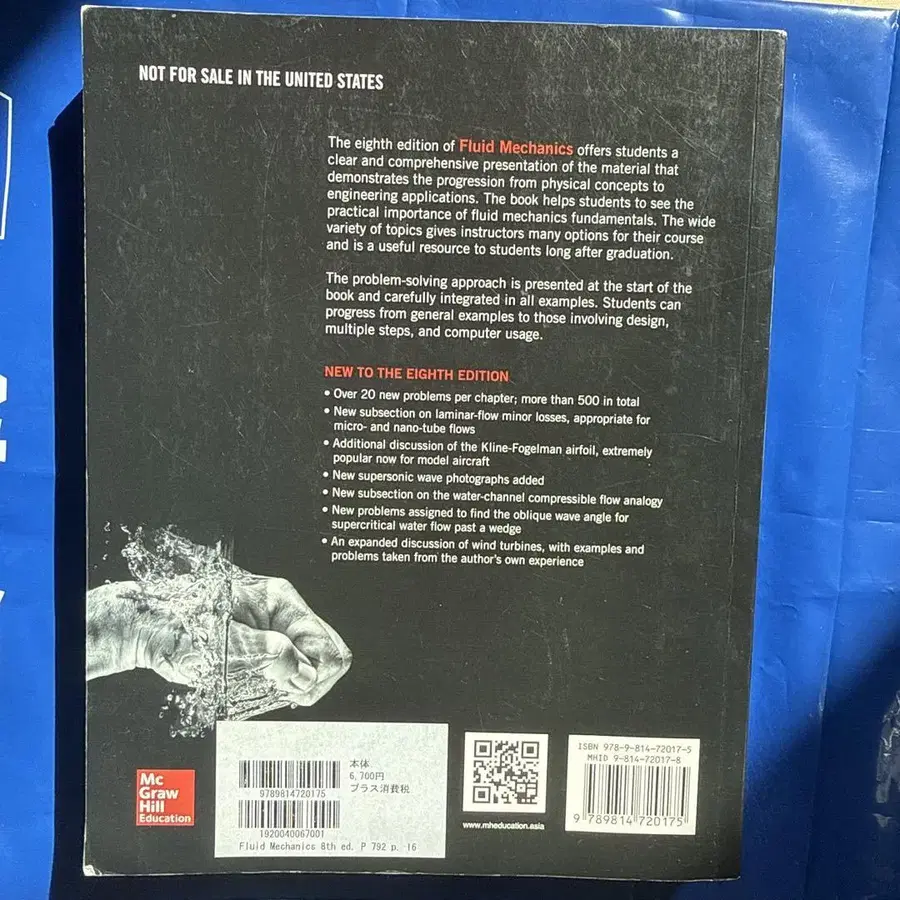 NOT FOR SALE IN THE UNITED STATES
The eighth edition of Fluid Mechanics offers students a
clear and comprehensive presentation of the material that
demonstrates the progression from physical concepts to
engineering applications. The book helps students to see the
practical importance of fluid mechanics fundamentals. The wide
variety of topics gives instructors many options for their course
and is a useful resource to students long after graduation.
The problem-solving approach is presented at the start of the
book and carefully integrated in all examples. Students can
progress from general examples to those involving design,
multiple steps, and computer usage.
NEW TO THE EIGHTH EDITION
• Over 20 new problems per chapter; more than 500 in total
• New subsection on laminar-flow minor losses, appropriate for
micro- and nano-tube flows
• Additional discussion of the Kline-Fogelman airfoil, extremely
popular now for model aircraft
• New supersonic wave photographs added
• New subsection on the water-channel compressible flow analogy
• New problems assigned to find the oblique wave angle for
supercritical water flow past a wedge
• An expanded discussion of wind turbines, with examples and
problems taken from the author's own experience
Mc
Graw
Hill
Education
本体
6,700円
プラス消費税
9789814720175
1920040067001
Fluid Mechanics 8th ed. P 792 p. 16
www.mheducation.asia
ISBN 978-9-814-72017-5
MHID 9-814-72017-8
9 789814 720175